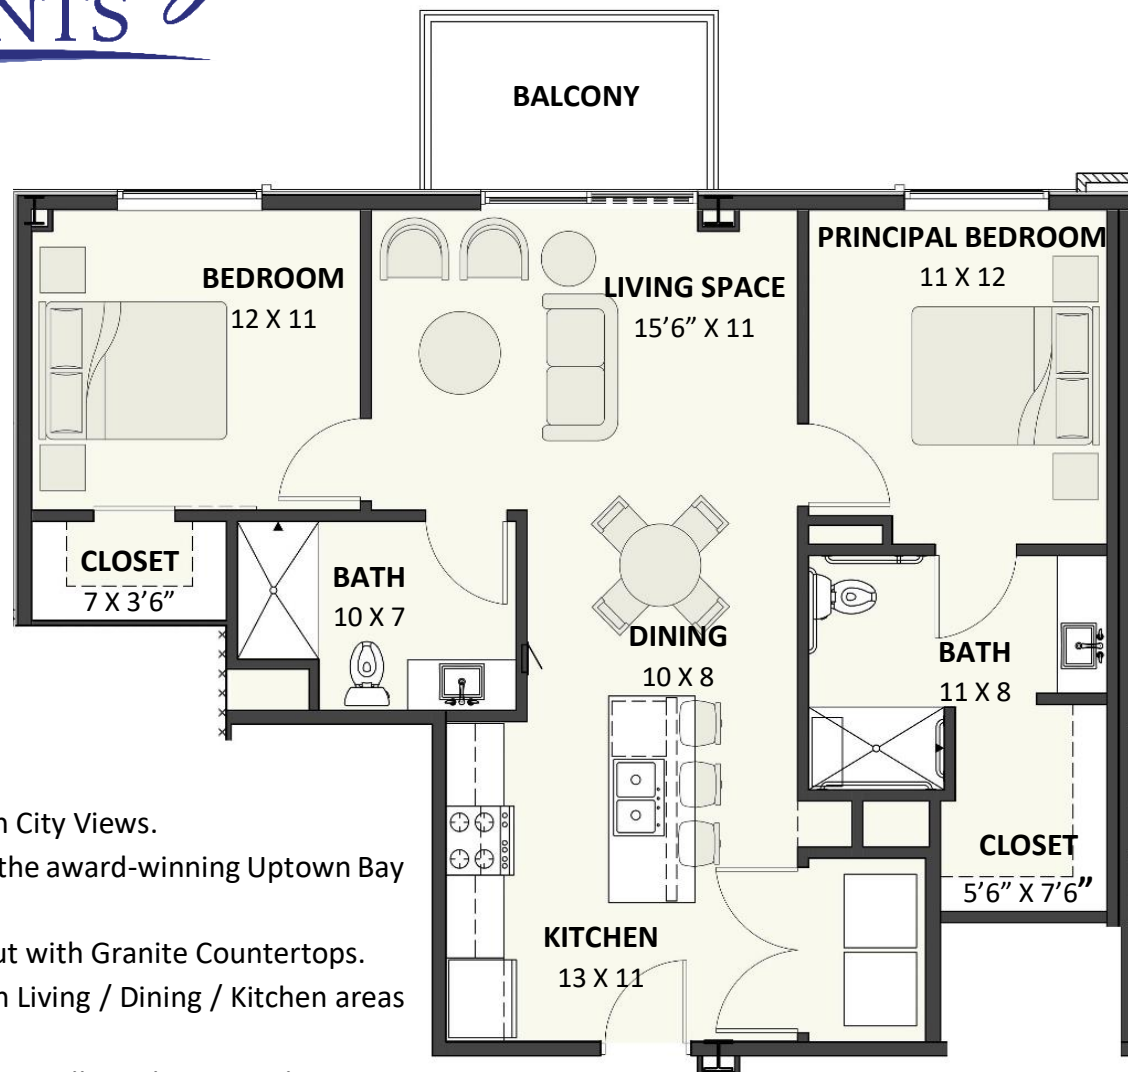 NTS
BALCONY
BEDROOM
12 X 11
LIVING SPACE
15’6” X 11
PRINCIPAL BEDROOM
11 X 12
CLOSET
7 X 3’6”
BATH
10 X 7
DINING
10 X 8
BATH
11 X 8
CLOSET
5’6” X 7’6”
KITCHEN
13 X 11
City Views.
the award-winning Uptown Bay
with Granite Countertops.
Living / Dining / Kitchen areas